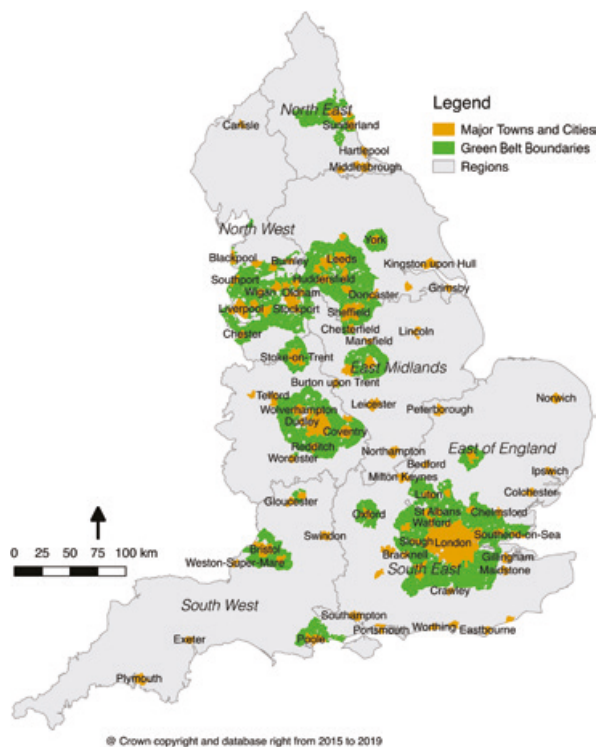 North East
Carlisle
Sunderland
Hartlepool
Middlesbrough
Legend
Major Towns and Cities
Green Belt Boundaries
Regions
North West
York
Blackpool
Burnley
Leeds
Kingston upon Hull
Southport
Huddersfield
Wigan
Oldham
Doncaster
Grimsby
Liverpool
Stockport
Sheffield
Chester
Chesterfield
Lincoln
Mansfield
Stoke-on-Trent
East Midlands
Burton upon Trent
Telford
Leicester
Norwich
Wolverhampton
Peterborough
Dudley
Coventry
Redditch
Northampton
East of England
Worcester
Bedford
Ipswich
Milton Keynes
Gloucester
Luton
Colchester
Oxford
St Albans
Chelmsford
Watford
Swindon
Slough
London
Southend-on-Sea
Bristol
Bracknell
Gillingham
Weston-Super-Mare
South East
Maidstone
Crawley
0 20 40 60 80 100 km
South West
Southampton
Exeter
Poole
Portsmouth
Worthing
Eastbourne
Plymouth
@ Crown copyright and database right from 2015 to 2019